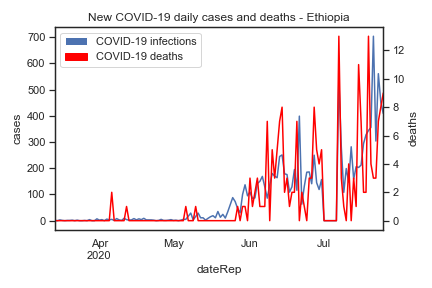 New COVID-19 daily cases and deaths - Ethiopia
COVID-19 infections
COVID-19 deaths
700
600
500
400
300
200
100
0
cases
12
10
8
6
4
2
0
deaths
Apr
2020
May
Jun
Jul
dateRep